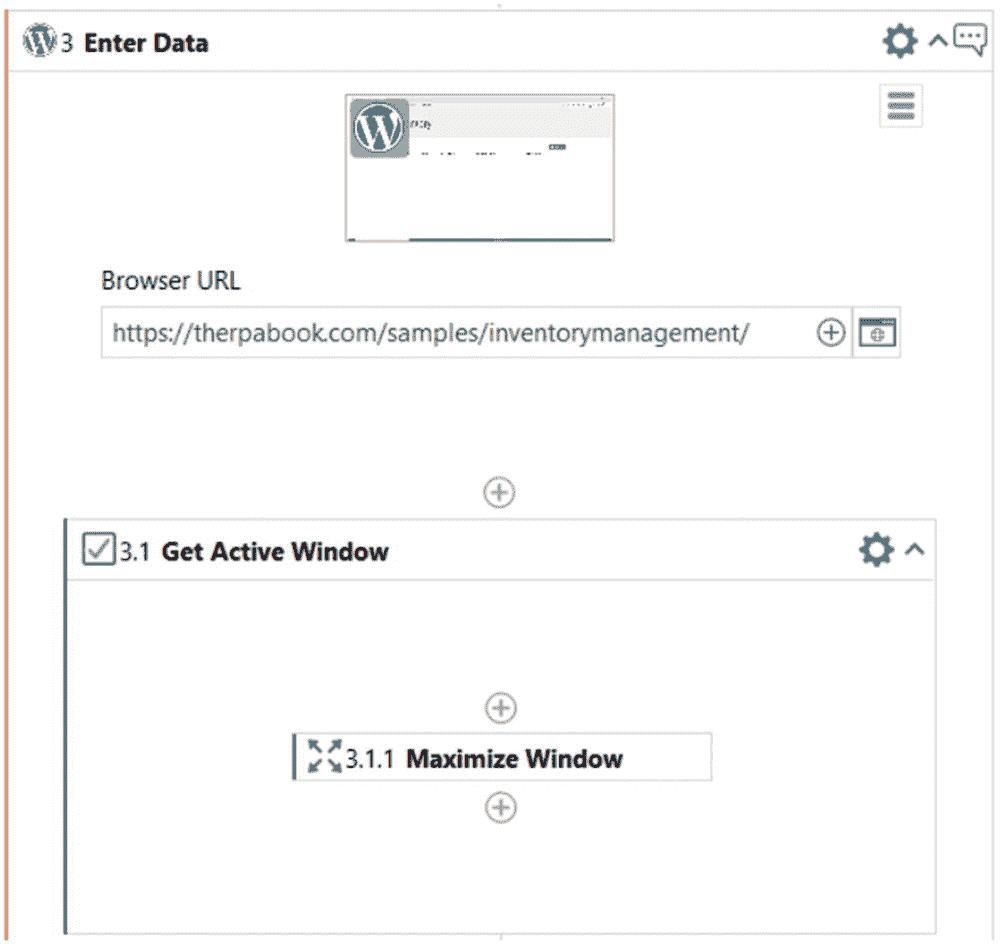 3 Enter Data
Browser URL
https://therpabook.com/samples/inventorymanagement/
3.1 Get Active Window
3.1.1 Maximize Window